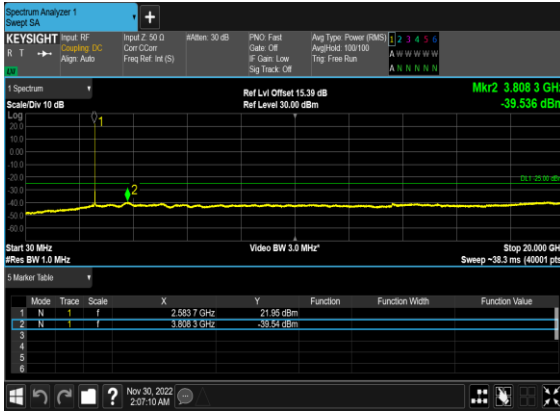 Spectrum Analyzer 1
Swept SA
+
KEYSIGHT Input: RF Input Z: 50 Ω #Atten: 30 dB PNO: Fast Avg Type: Power (RMS) 1 2 3 4 5 6
R T Coupling: DC Corr CCorr Gate: Off Avg|Hold: 100/100 A W W W W W
Align: Auto Freq Ref: Int (S) IF Gain: Low Trig: Free Run
Sig Track: Off A N N N N N
1 Spectrum
Scale/Div 10 dB
Ref Lvl Offset 15.39 dB
Ref Level 30.00 dBm
Mkr2 3.808 3 GHz
-39.536 dBm
Log
20.0
10.0
0.00
-10.0
-20.0
-30.0
-40.0
-50.0
-60.0
1
2
DL1 -25.00 dBm
Start 30 MHz Video BW 3.0 MHz* Stop 20.000 GHz
#Res BW 1.0 MHz Sweep ~38.3 ms (40001 pts)
5 Marker Table
Mode Trace Scale X Y Function Function Width Function Value
1 N 1 f 2.583 7 GHz 21.95 dBm
2 N 1 f 3.808 3 GHz -39.54 dBm
3
4
5
6
?
Nov 30, 2022
2:07:10 AM